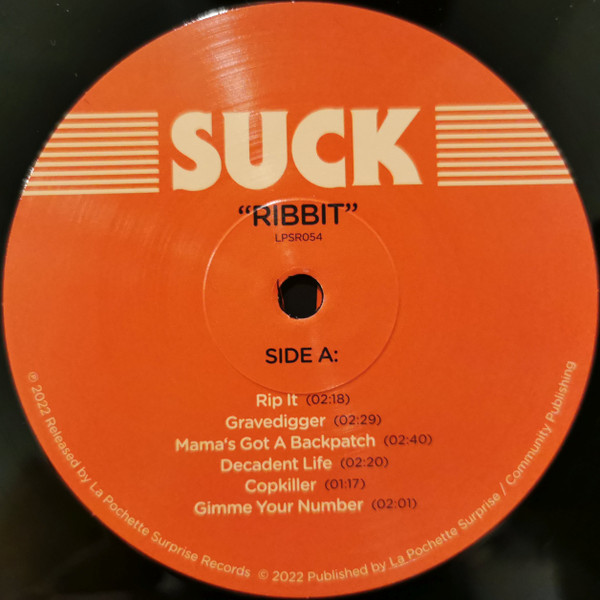 SUCK
“RIBBIT”
LPSR054
SIDE A:
Rip It (02:18)
Gravedigger (02:29)
Mama's Got A Backpatch (02:40)
Decadent Life (02:20)
Copkiller (01:17)
Gimme Your Number (02:01)
℗ 2022 Released by La Pochette Surprise Records © 2022 Published by La Pochette Surprise / Community Publishing